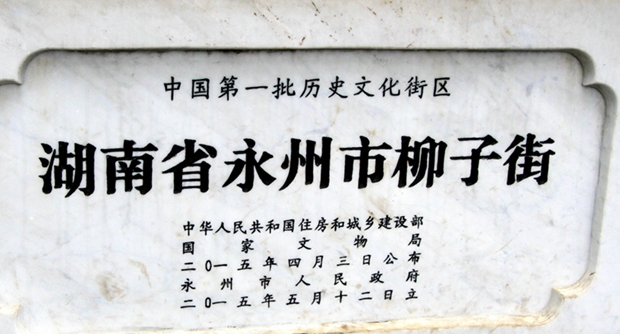 中国第一批历史文化街区
湖南省永州市柳子街
中华人民共和国住房和城乡建设部
国家文物局
二〇一五年四月三日公布
永州市人民政府
二〇一五年五月十二日立